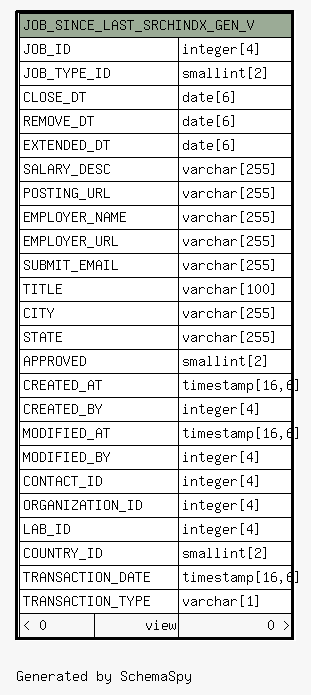 JOB_SINCE_LAST_SRCHINDX_GEN_V
JOB_ID integer[4]
JOB_TYPE_ID smallint[2]
CLOSE_DT date[6]
REMOVE_DT date[6]
EXTENDED_DT date[6]
SALARY_DESC varchar[255]
POSTING_URL varchar[255]
EMPLOYER_NAME varchar[255]
EMPLOYER_URL varchar[255]
SUBMIT_EMAIL varchar[255]
TITLE varchar[100]
CITY varchar[255]
STATE varchar[255]
APPROVED smallint[2]
CREATED_AT timestamp[16,6]
CREATED_BY integer[4]
MODIFIED_AT timestamp[16,6]
MODIFIED_BY integer[4]
CONTACT_ID integer[4]
ORGANIZATION_ID integer[4]
LAB_ID integer[4]
COUNTRY_ID smallint[2]
TRANSACTION_DATE timestamp[16,6]
TRANSACTION_TYPE varchar[1]
< 0 view 0 >
Generated by SchemaSpy